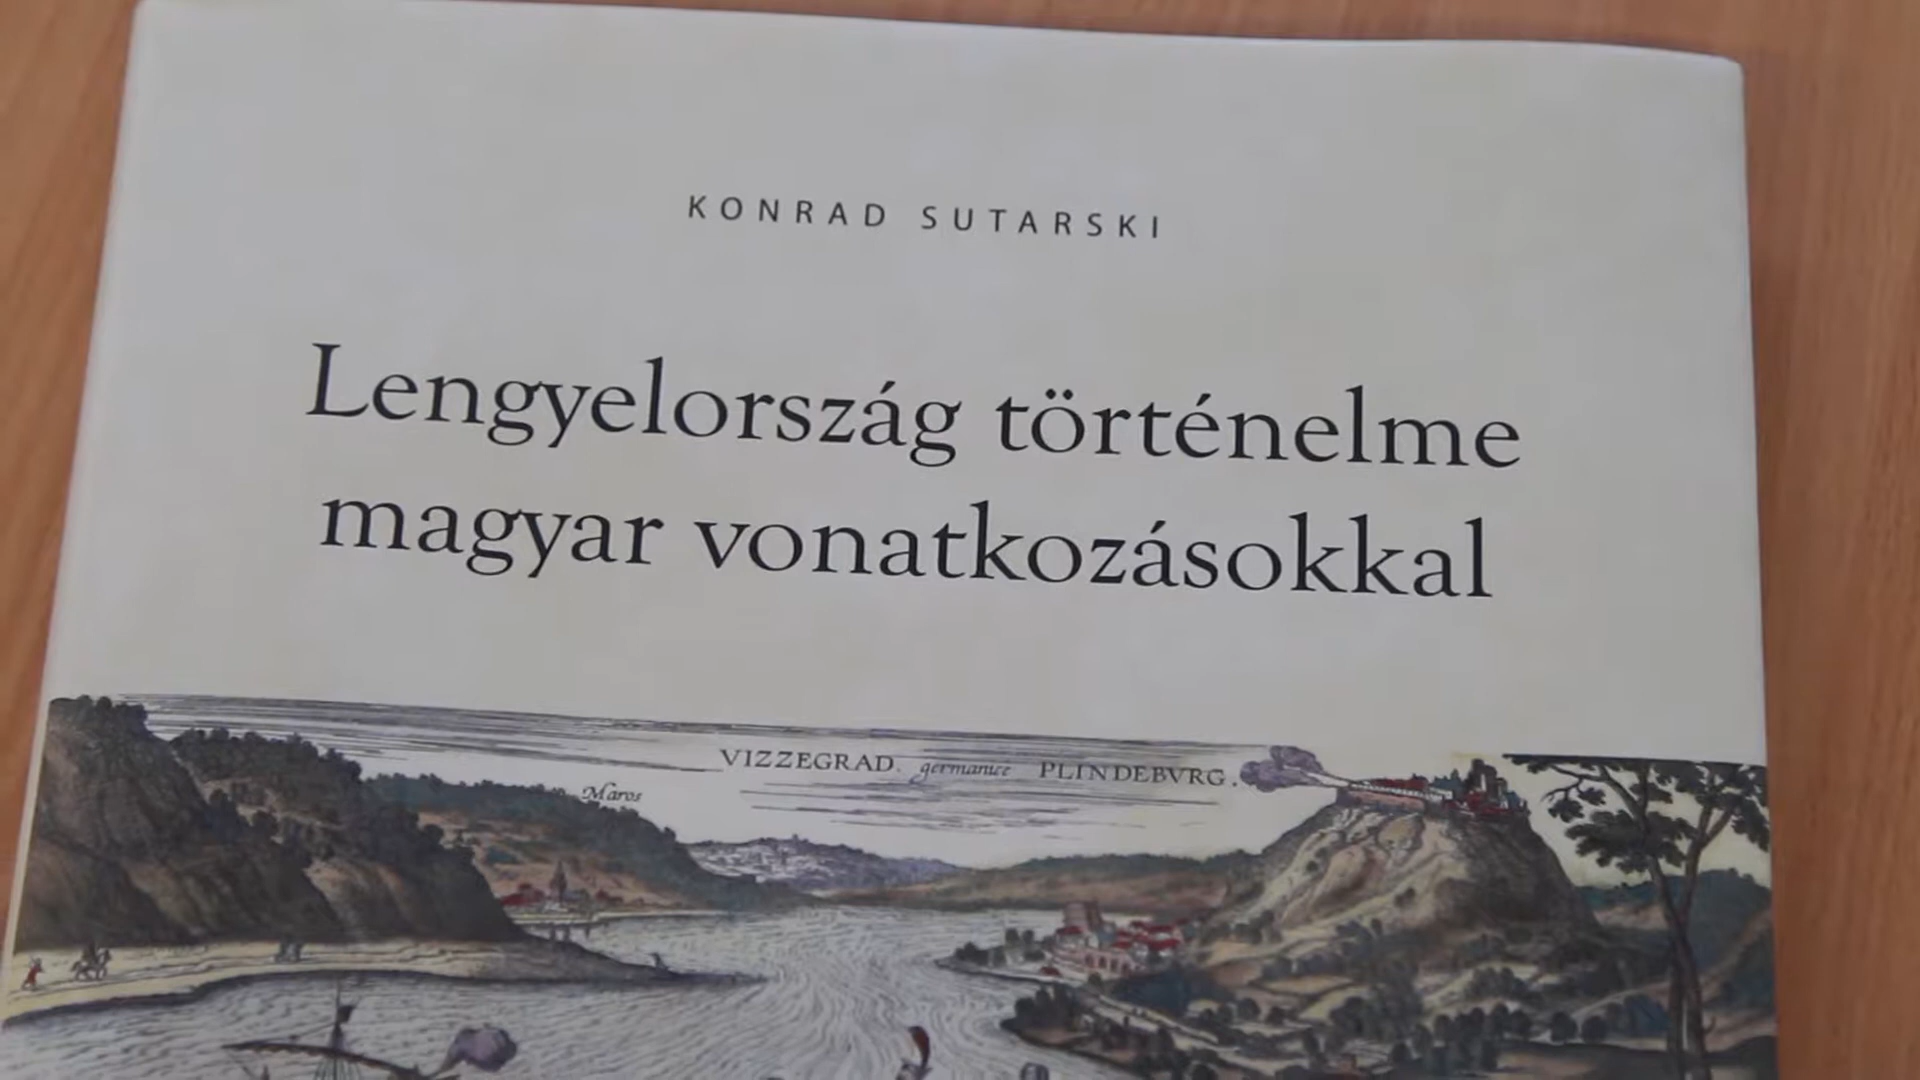 KONRAD SUTARSKI
Lengyelország történelme
magyar vonatkozásokkal
VIZZEGRAD. germanice PLINDEBVRG.
Maros